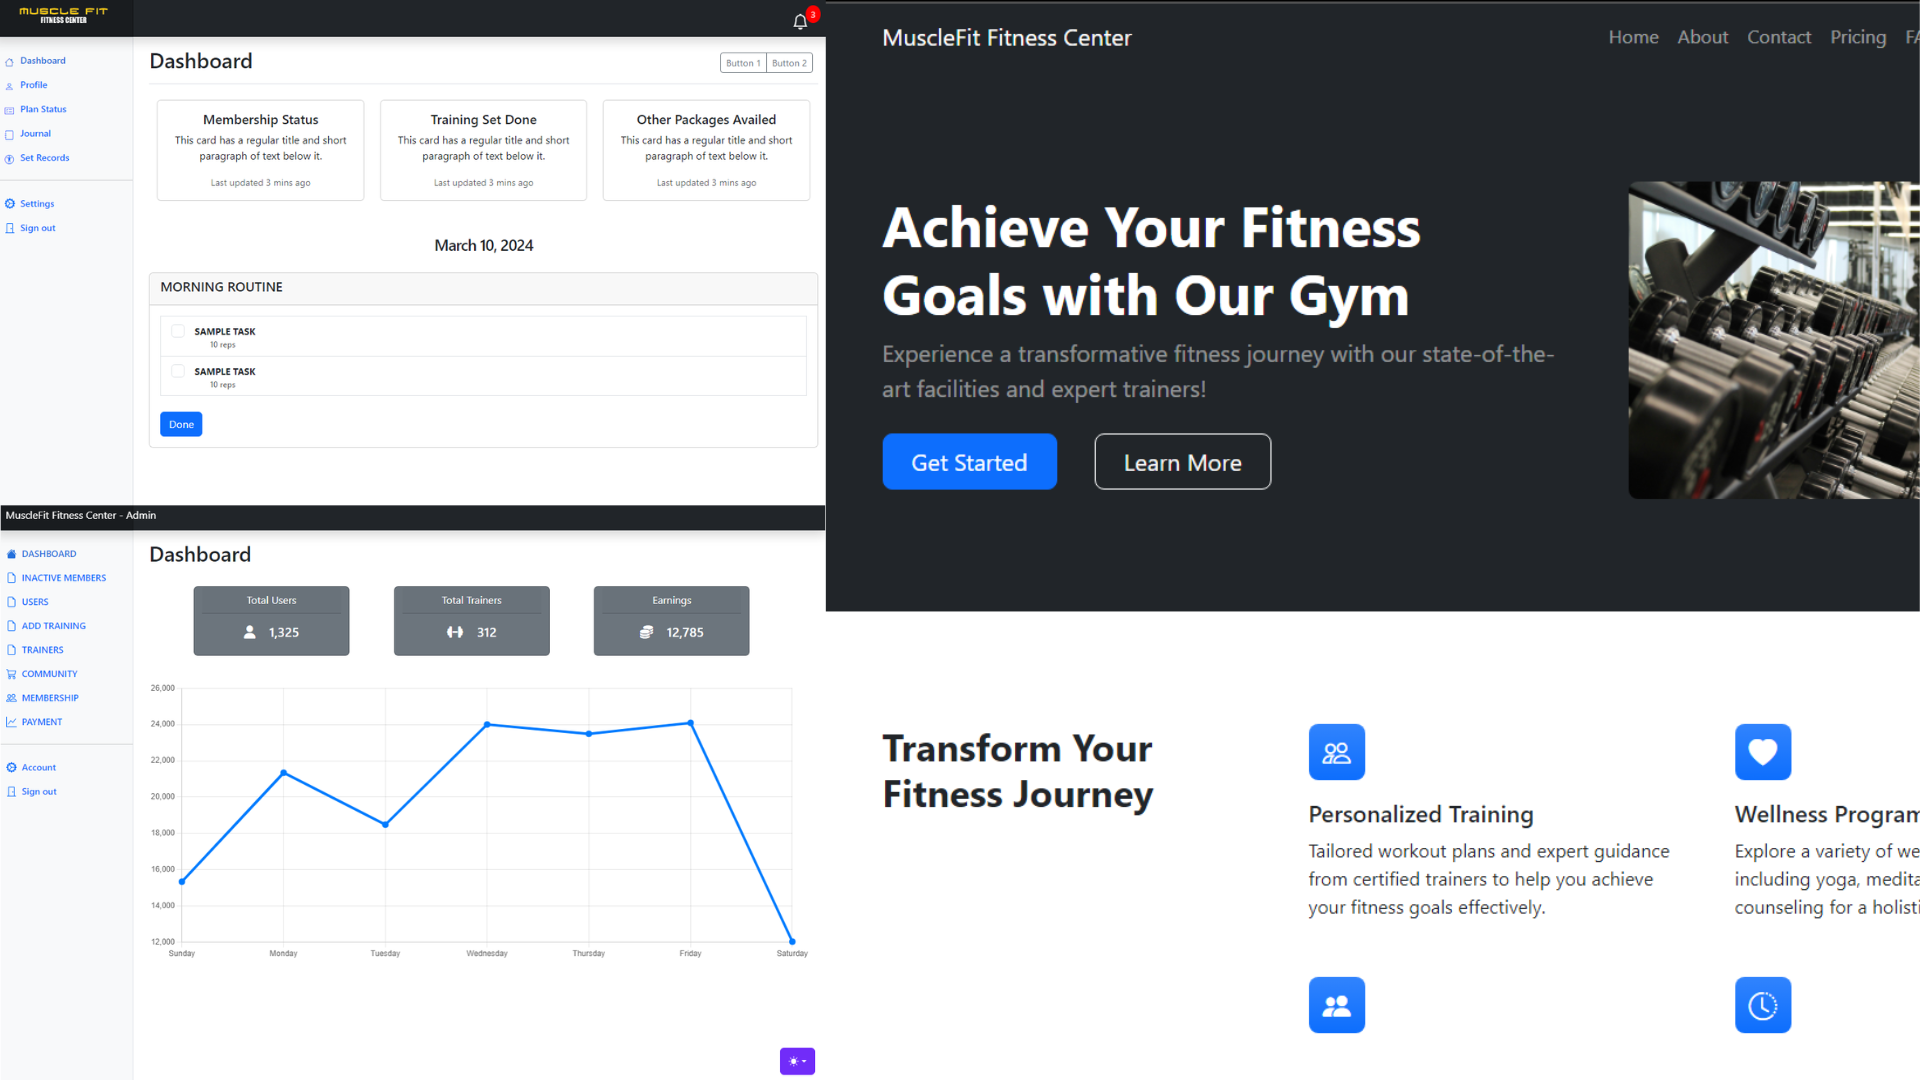 MUSCLE FIT
FITNESS CENTER
3
Dashboard
Profile
Plan Status
Journal
Set Records
Settings
Sign out
Dashboard
Button 1 Button 2
Membership Status
This card has a regular title and short
paragraph of text below it.
Last updated 3 mins ago
Training Set Done
This card has a regular title and short
paragraph of text below it.
Last updated 3 mins ago
Other Packages Availed
This card has a regular title and short
paragraph of text below it.
Last updated 3 mins ago
March 10, 2024
MORNING ROUTINE
SAMPLE TASK
10 reps
SAMPLE TASK
10 reps
Done
MuscleFit Fitness Center - Admin
DASHBOARD
INACTIVE MEMBERS
USERS
ADD TRAINING
TRAINERS
COMMUNITY
MEMBERSHIP
PAYMENT
Account
Sign out
Dashboard
Total Users
1,325
Total Trainers
312
Earnings
12,785
26,000
24,000
22,000
20,000
18,000
16,000
14,000
12,000
Sunday Monday Tuesday Wednesday Thursday Friday Saturday
MuscleFit Fitness Center
Home About Contact Pricing FA
Achieve Your Fitness
Goals with Our Gym
Experience a transformative fitness journey with our state-of-the-
art facilities and expert trainers!
Get Started Learn More
Transform Your
Fitness Journey
Personalized Training
Tailored workout plans and expert guidance
from certified trainers to help you achieve
your fitness goals effectively.
Wellness Program
Explore a variety of we
including yoga, medita
counseling for a holisti